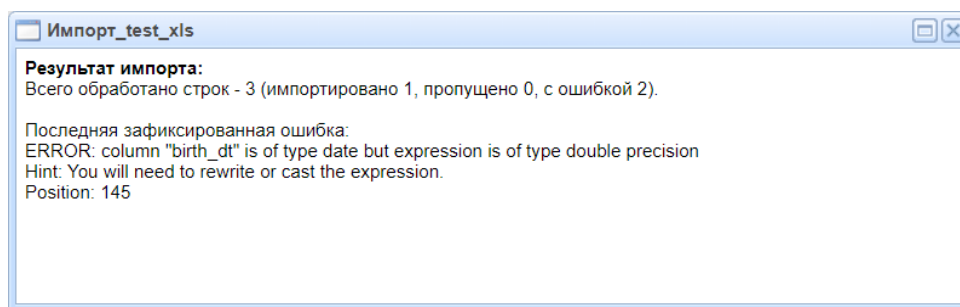 Импорт_test_xls
Результат импорта:
Всего обработано строк - 3 (импортировано 1, пропущено 0, с ошибкой 2).
Последняя зафиксированная ошибка:
ERROR: column "birth_dt" is of type date but expression is of type double precision
Hint: You will need to rewrite or cast the expression.
Position: 145